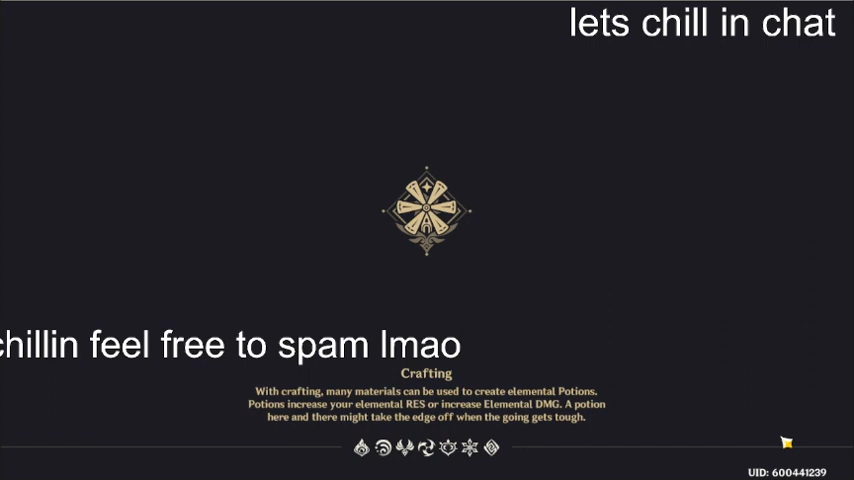 lets chill in chat
chillin feel free to spam lmao
Crafting
With crafting, many materials can be used to create elemental Potions.
Potions increase your elemental RES or increase Elemental DMG. A potion
here and there might take the edge off when the going gets tough.
UID: 600441239